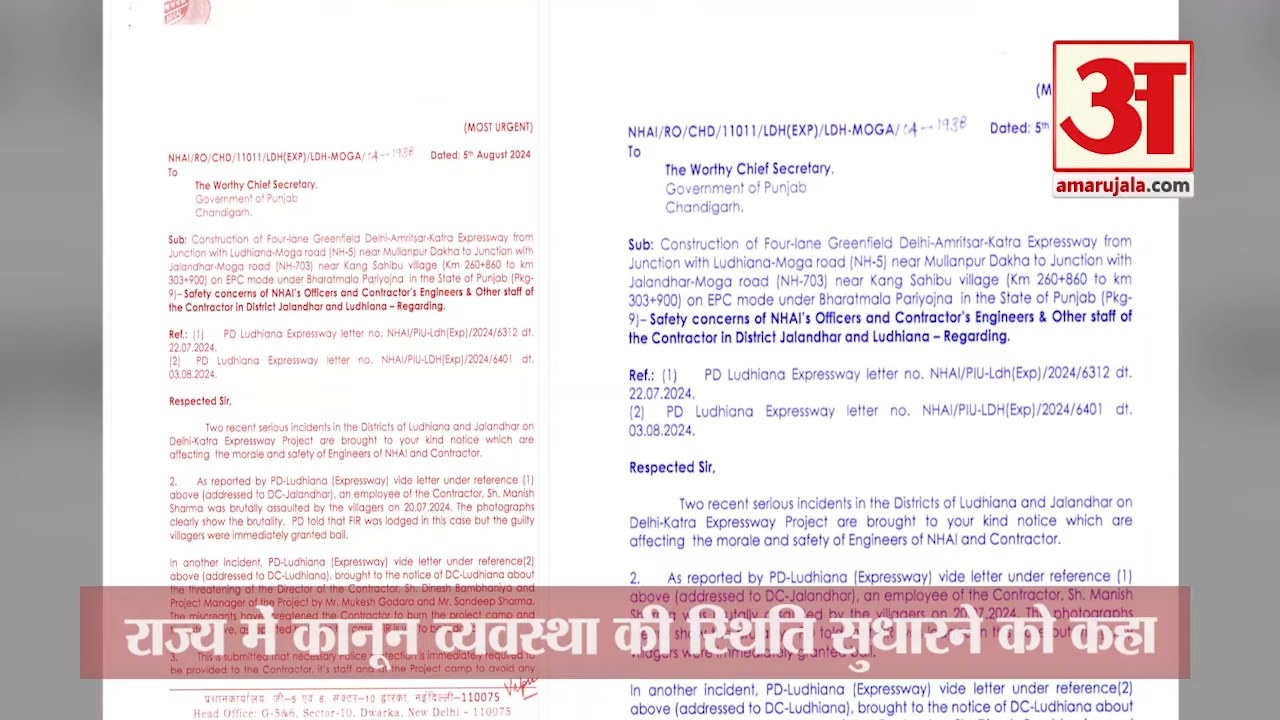 (MOST URGENT)
NHAI/RO/CHD/11011/LDH(EXP)/LDH-MOGA/04-1938 Dated: 5th August 2024
To
The Worthy Chief Secretary,
Government of Punjab
Chandigarh.
Sub: Construction of Four-lane Greenfield Delhi-Amritsar-Katra Expressway from
Junction with Ludhiana-Moga road (NH-5) near Mullanpur Dakha to Junction with
Jalandhar-Moga road (NH-703) near Kang Sahibu village (Km 260+860 to km
303+900) on EPC mode under Bharatmala Pariyojna in the State of Punjab (Pkg-
9)– Safety concerns of NHAI's Officers and Contractor's Engineers & Other staff of
the Contractor in District Jalandhar and Ludhiana – Regarding.
Ref.: (1) PD Ludhiana Expressway letter no. NHAI/PIU-Ldh(Exp)/2024/6312 dt.
22.07.2024.
(2) PD Ludhiana Expressway letter no. NHAI/PIU-LDH(Exp)/2024/6401 dt.
03.08.2024.
Respected Sir,
Two recent serious incidents in the Districts of Ludhiana and Jalandhar on
Delhi-Katra Expressway Project are brought to your kind notice which are
affecting the morale and safety of Engineers of NHAI and Contractor.
2. As reported by PD-Ludhiana (Expressway) vide letter under reference (1)
above (addressed to DC-Jalandhar), an employee of the Contractor, Sh. Manish
Sharma was brutally assaulted by the villagers on 20.07.2024. The photographs
clearly show the brutality. PD told that FIR was lodged in this case but the guilty
villagers were immediately granted bail.
In another incident, PD-Ludhiana (Expressway) vide letter under reference(2)
above (addressed to DC-Ludhiana), brought to the notice of DC-Ludhiana about
the threatening of the Director of the Contractor, Sh. Dinesh Bambhaniya and
Project Manager of the Project by Mr. Mukesh Godara and Mr. Sandeep Sharma.
The miscreants have threatened the Contractor to burn the project camp and
3. This is submitted that necessary Police Protection is immediately required to
be provided to the Contractor, it's staff and at the Project camp to avoid any
प्रधानकार्यालय: जी-5 एवं 6, सेक्टर-10 द्वारका, नई दिल्ली-110075
Head Office: G-5&6, Sector-10, Dwarka, New Delhi - 110075
(M
NHAI/RO/CHD/11011/LDH(EXP)/LDH-MOGA/04-1938 Dated: 5th
To
The Worthy Chief Secretary,
Government of Punjab
Chandigarh.
Sub: Construction of Four-lane Greenfield Delhi-Amritsar-Katra Expressway from
Junction with Ludhiana-Moga road (NH-5) near Mullanpur Dakha to Junction with
Jalandhar-Moga road (NH-703) near Kang Sahibu village (Km 260+860 to km
303+900) on EPC mode under Bharatmala Pariyojna in the State of Punjab (Pkg-
9)– Safety concerns of NHAI's Officers and Contractor's Engineers & Other staff of
the Contractor in District Jalandhar and Ludhiana – Regarding.
Ref.: (1) PD Ludhiana Expressway letter no. NHAI/PIU-Ldh(Exp)/2024/6312 dt.
22.07.2024.
(2) PD Ludhiana Expressway letter no. NHAI/PIU-LDH(Exp)/2024/6401 dt.
03.08.2024.
Respected Sir,
Two recent serious incidents in the Districts of Ludhiana and Jalandhar on
Delhi-Katra Expressway Project are brought to your kind notice which are
affecting the morale and safety of Engineers of NHAI and Contractor.
2. As reported by PD-Ludhiana (Expressway) vide letter under reference (1)
above (addressed to DC-Jalandhar), an employee of the Contractor, Sh. Manish
villagers were immediately granted bail.
In another incident, PD-Ludhiana (Expressway) vide letter under reference(2)
above (addressed to DC-Ludhiana), brought to the notice of DC-Ludhiana about
अ
amarujala.com
राज्य में कानून व्यवस्था की स्थिति सुधारने को कहा